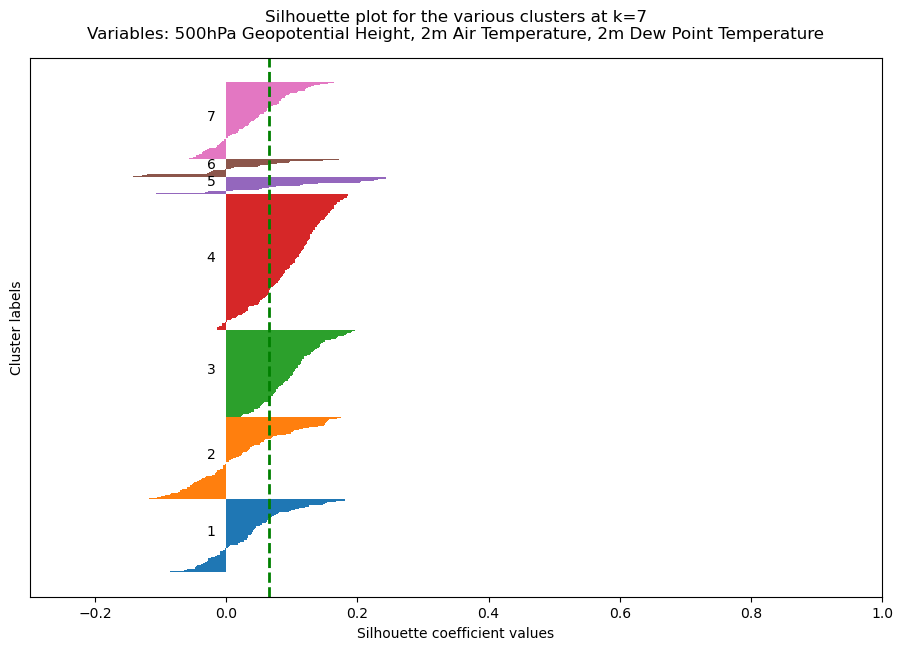 Silhouette plot for the various clusters at k=7
Variables: 500hPa Geopotential Height, 2m Air Temperature, 2m Dew Point Temperature
7
6
5
4
3
2
1
Cluster labels
−0.2 0.0 0.2 0.4 0.6 0.8 1.0
Silhouette coefficient values